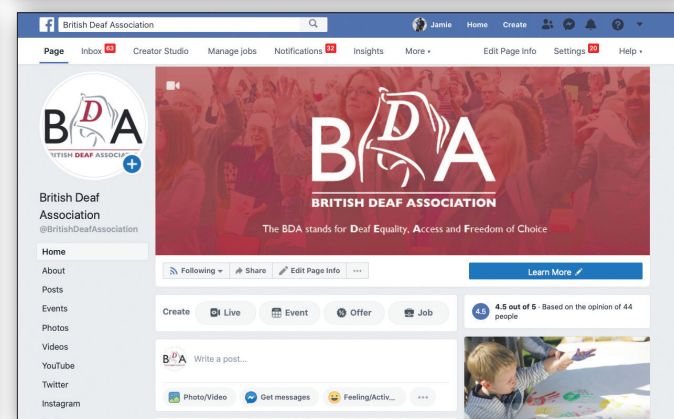 British Deaf Association
Jamie Home Create
Page Inbox 63 Creator Studio Manage jobs Notifications 32 Insights More Edit Page Info Settings 20 Help
BDA
BRITISH DEAF ASSOCIATION
British Deaf
Association
@BritishDeafAssociation
Home
About
Posts
Events
Photos
Videos
YouTube
Twitter
Instagram
BDA
BRITISH DEAF ASSOCIATION
The BDA stands for Deaf Equality, Access and Freedom of Choice
Following Share Edit Page Info ...
Learn More
Create Live Event Offer Job
4.5 4.5 out of 5 · Based on the opinion of 44
people
BDA Write a post...
Photo/Video Get messages Feeling/Activ... ...